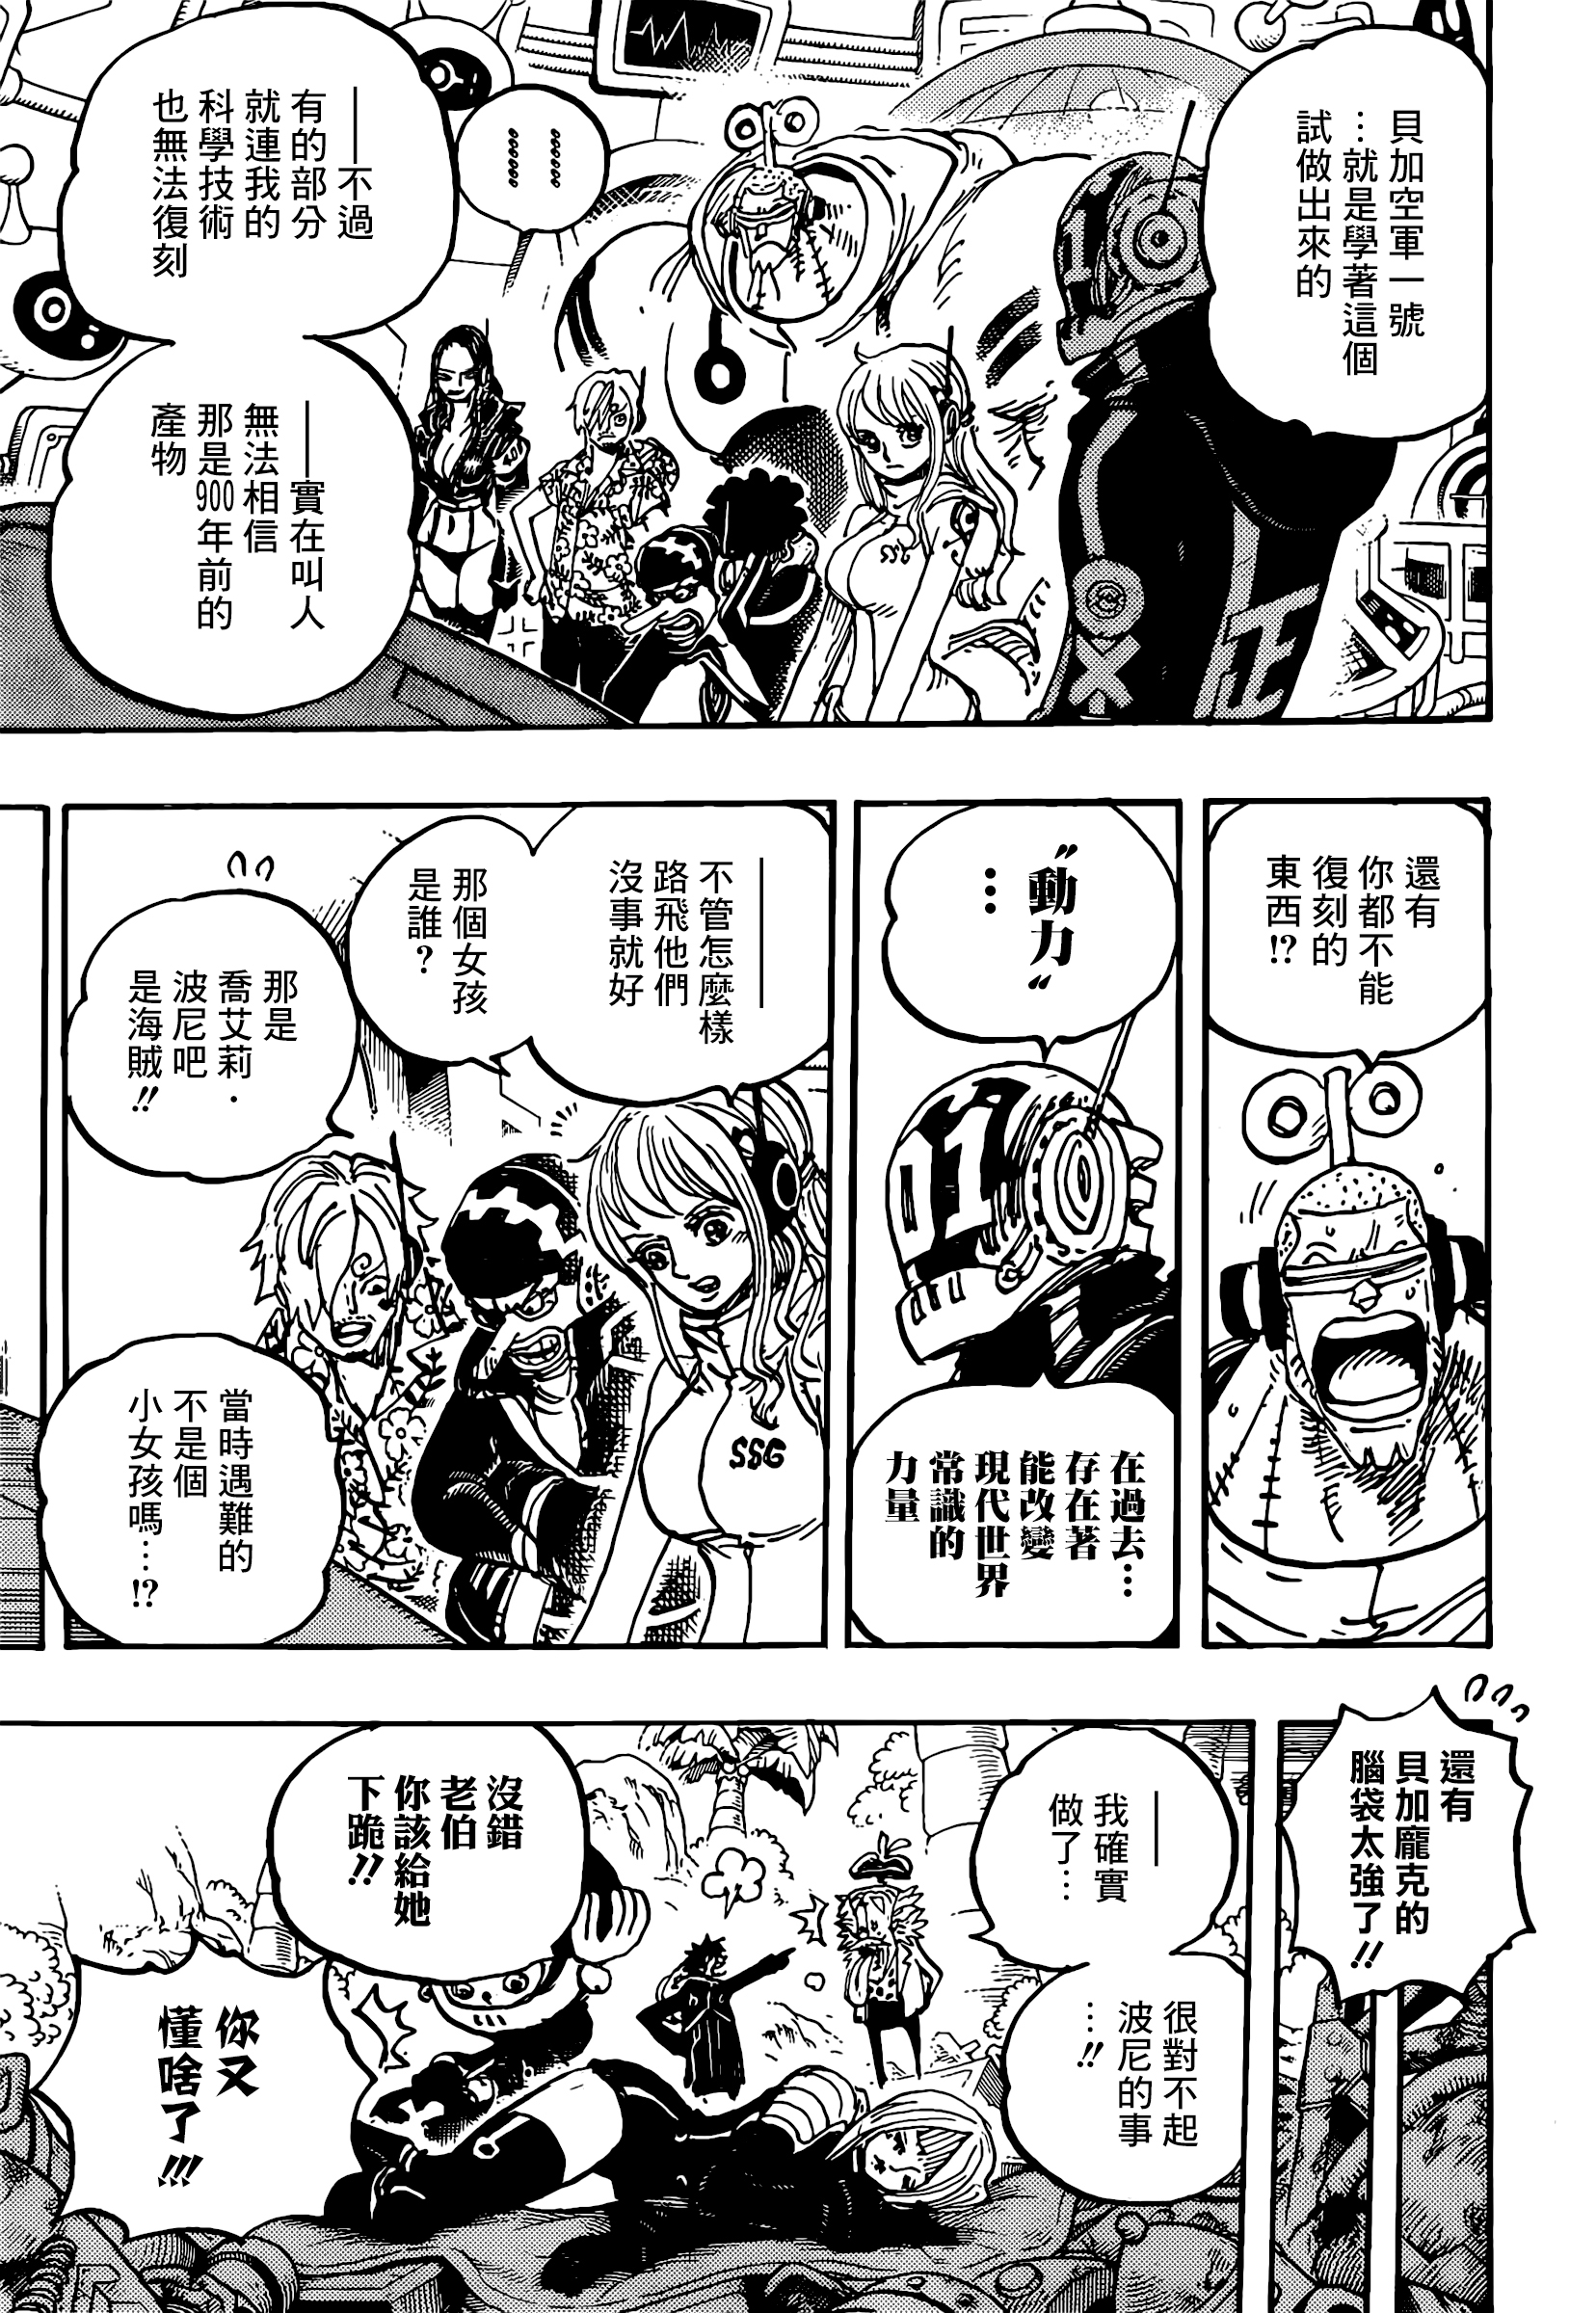 貝加空軍一號
…就是學著這個
試做出來的
……
——不過
有的部分
就連我的
科學技術
也無法復刻
——實在叫人
無法相信
那是900年前的
產物
還有
你都不能
復刻的
東西!?
"動力"
…
在過去…
存在著
能改變
現代世界
常識的
力量
——
不管怎麼樣
路飛他們
沒事就好
那個女孩
是誰?
那是
喬艾莉·
波尼吧
是海賊!!
當時遇難的
不是個
小女孩嗎…!?
還有
貝加龐克的
腦袋太強了!!
——
我確實
做了…
很對不起
波尼的事
…!!
沒錯
老伯
你該給她
下跪!!
你又
懂啥了!!!
SSG
SSG